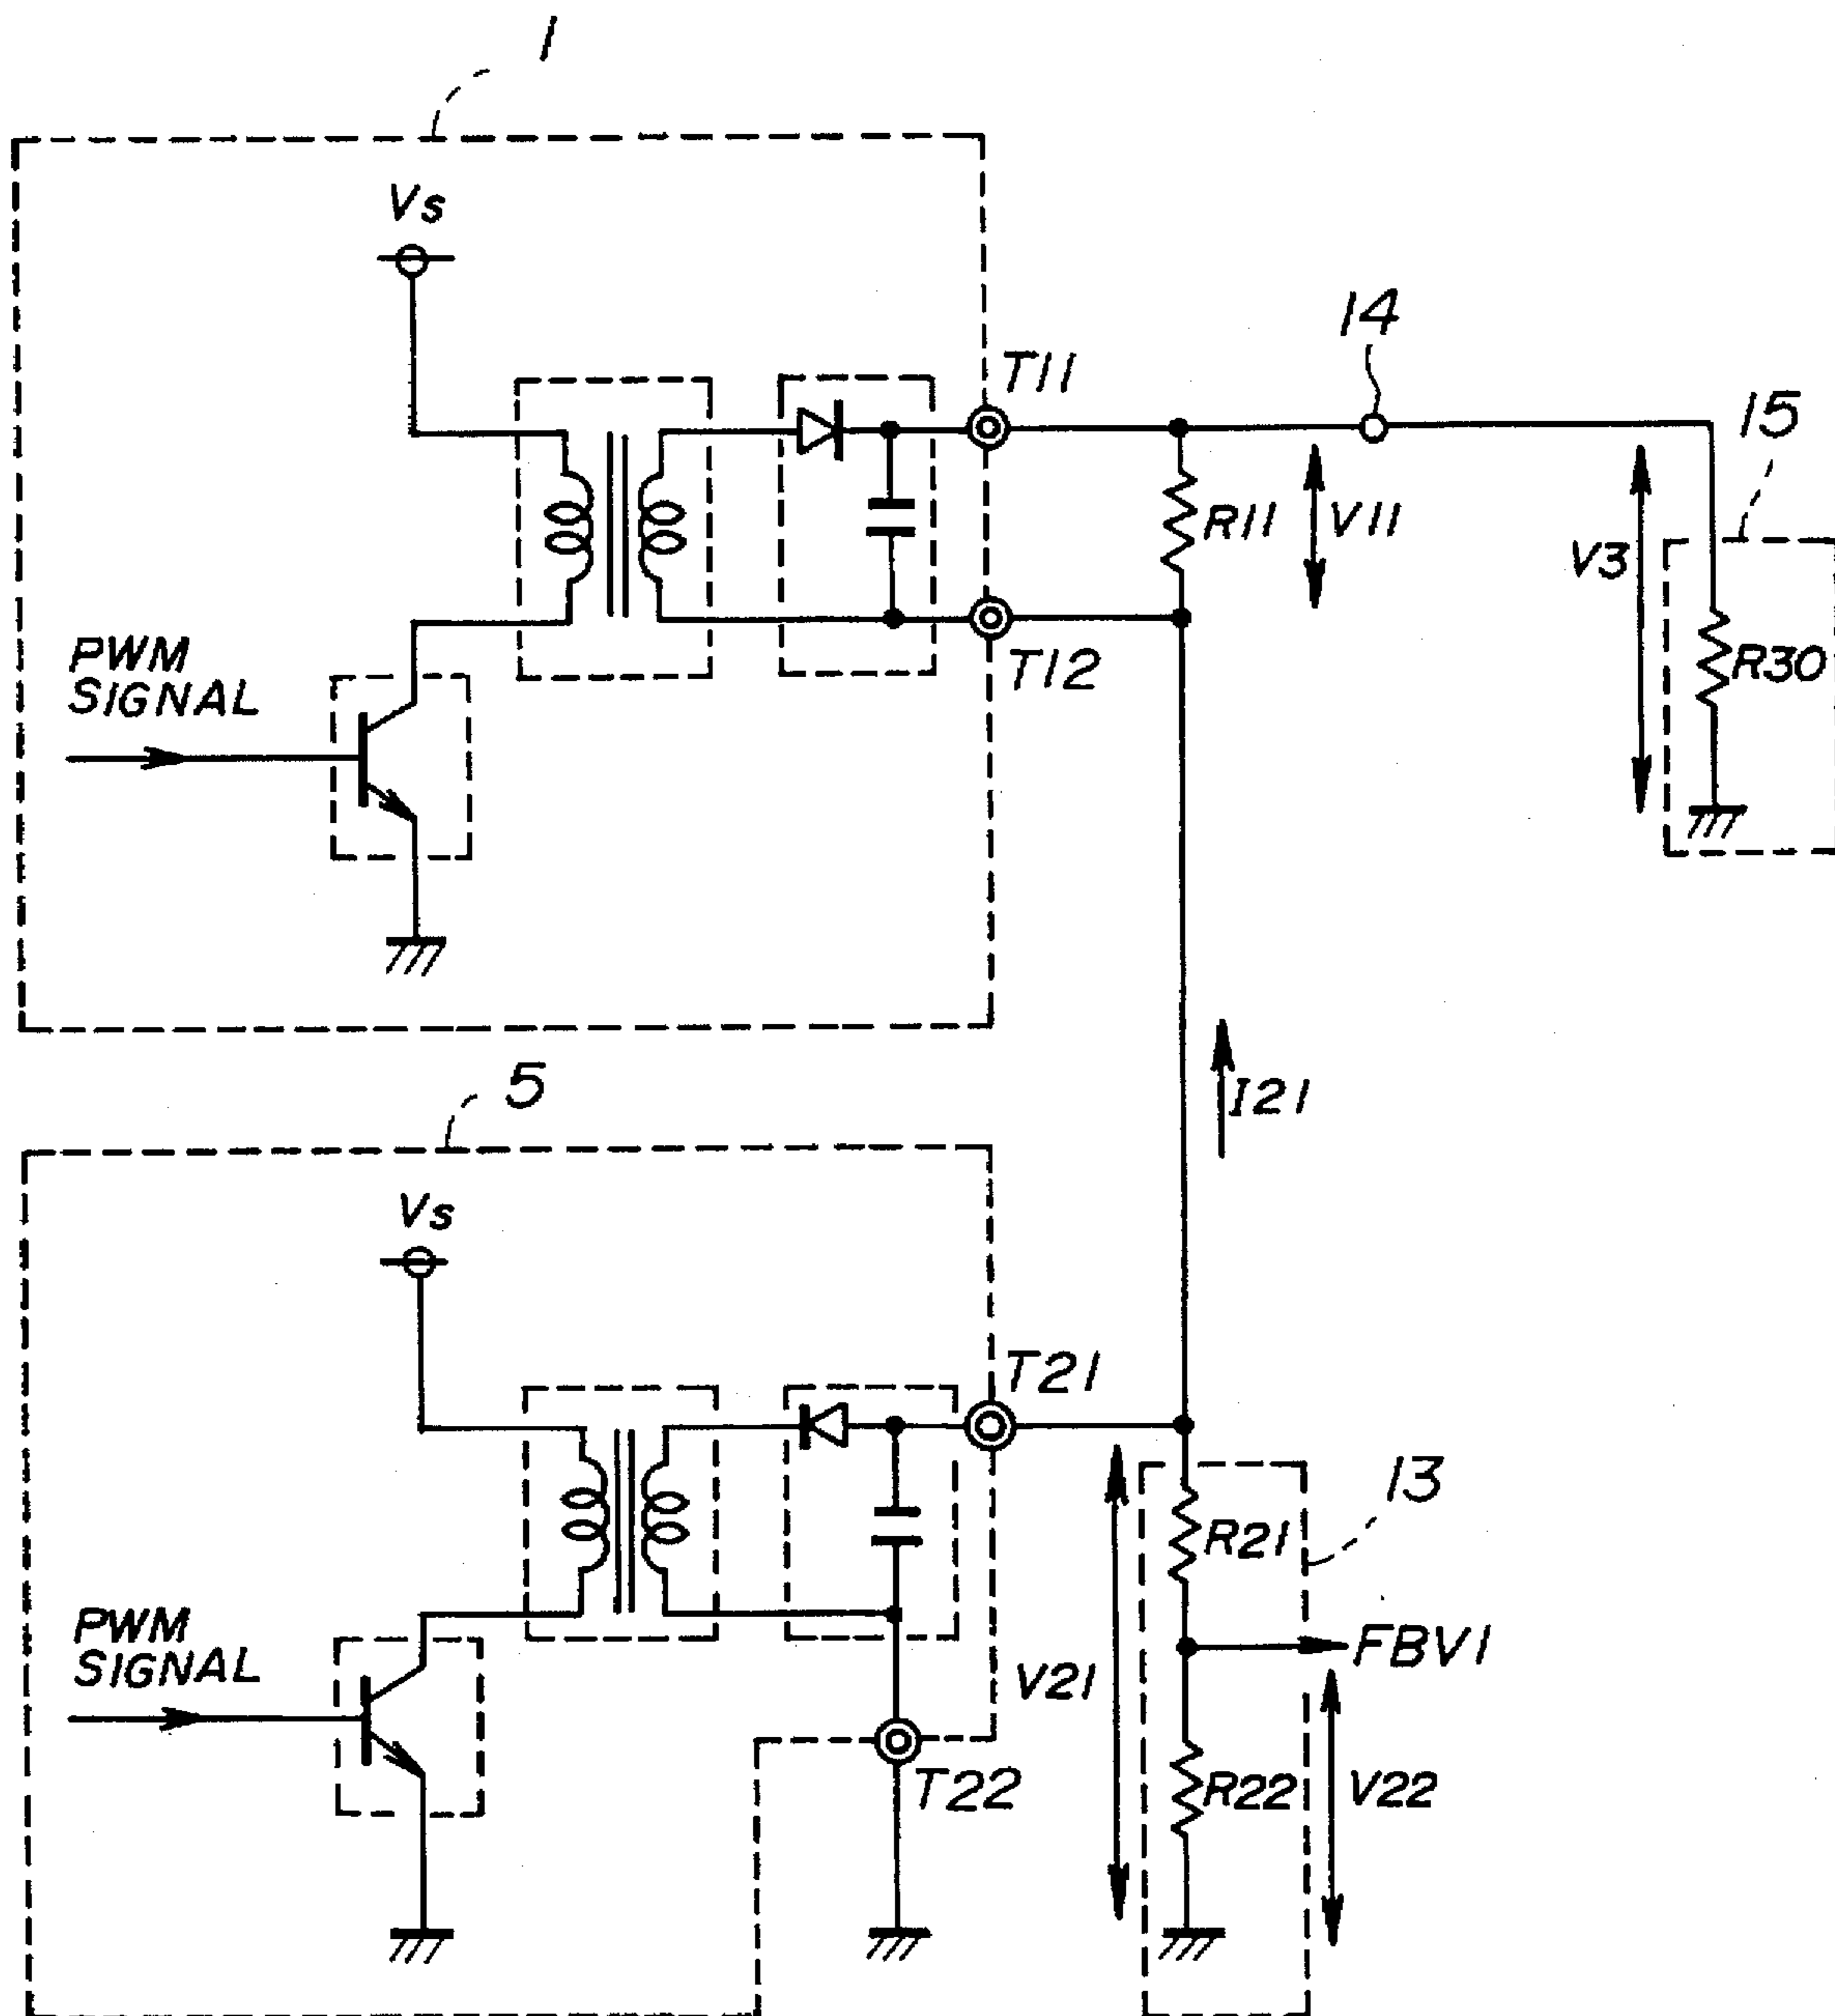 1
Vs
14
T11
15
R11
V11
V3
T12
R30
PWM
SIGNAL
5
I21
Vs
T21
13
R21
PWM
SIGNAL
FBV1
V21
T22
R22
V22